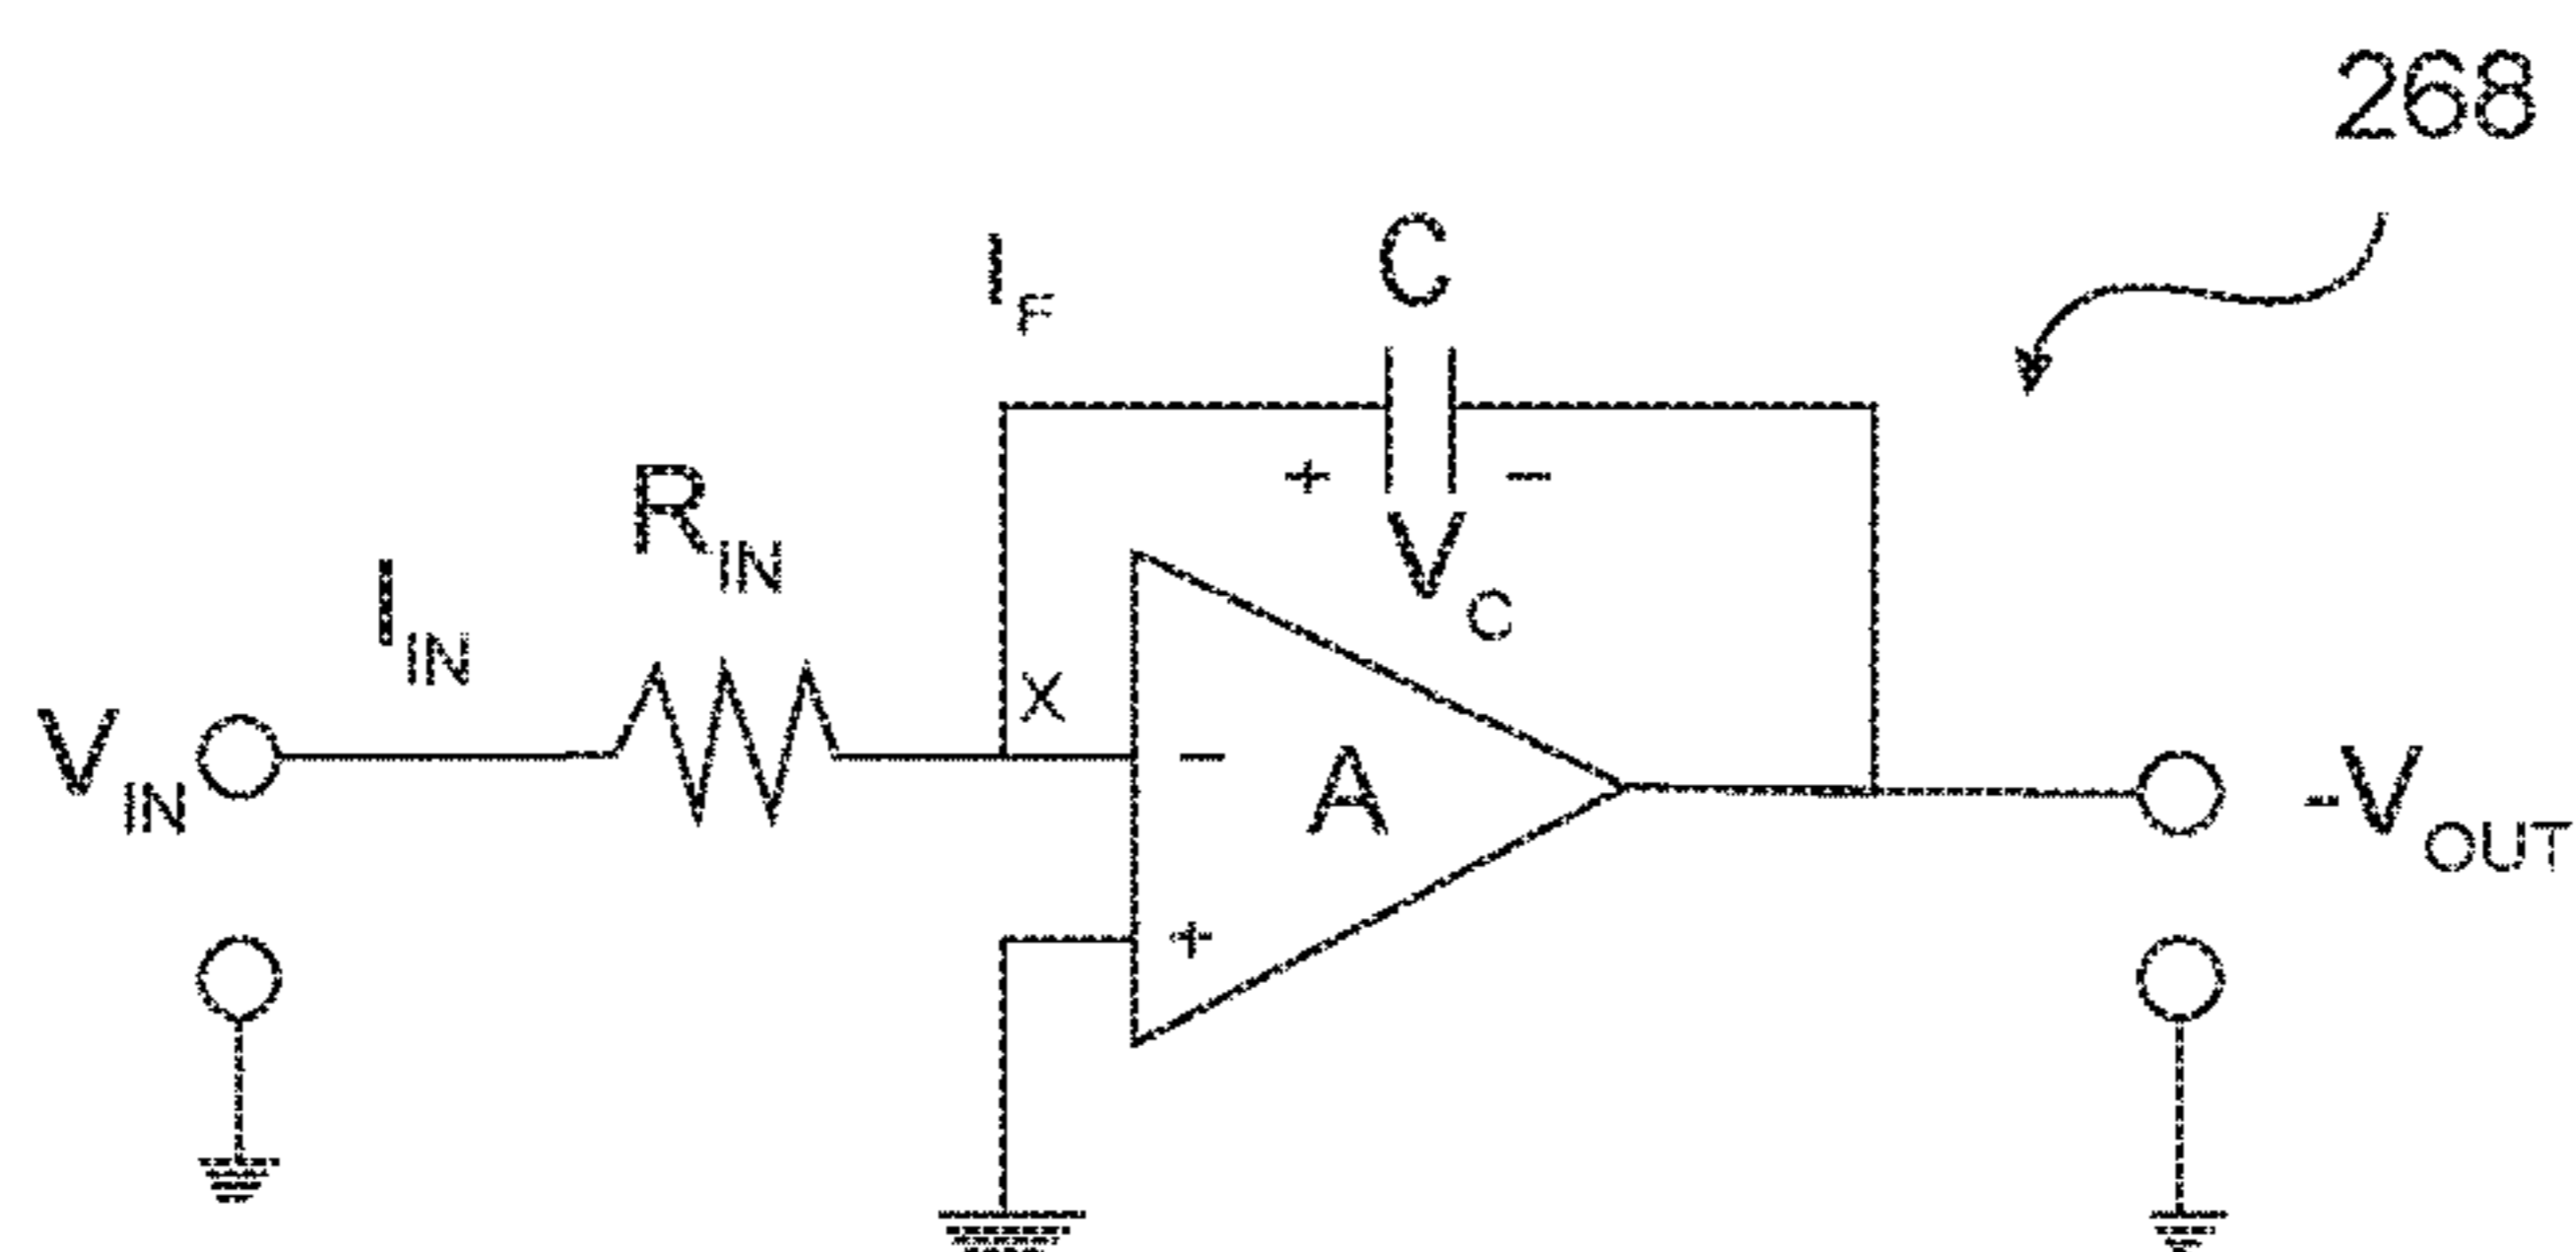 268
C
I_F
+ -
R_IN
V_C
I_IN
X
V_IN
-
A
-V_OUT
+